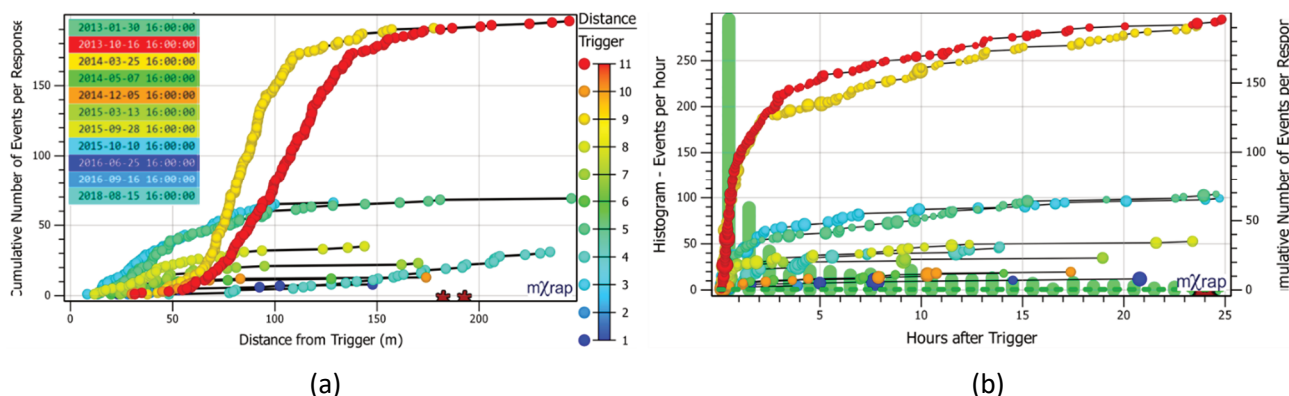 Cumulative Number of Events per Response
150
100
50
0
2013-01-30 16:00:00
2013-10-16 16:00:00
2014-03-25 16:00:00
2014-05-07 16:00:00
2014-12-05 16:00:00
2015-03-13 16:00:00
2015-09-28 16:00:00
2015-10-10 16:00:00
2016-06-25 16:00:00
2016-09-16 16:00:00
2018-08-15 16:00:00
mχrap
0 50 100 150 200
Distance from Trigger (m)
Distance
Trigger
11
10
9
8
7
6
5
4
3
2
1
(a)
Histogram - Events per hour
300
250
200
150
100
50
0
mχrap
5 10 15 20 25
Hours after Trigger
150
100
50
0
umulative Number of Events per Respor
(b)